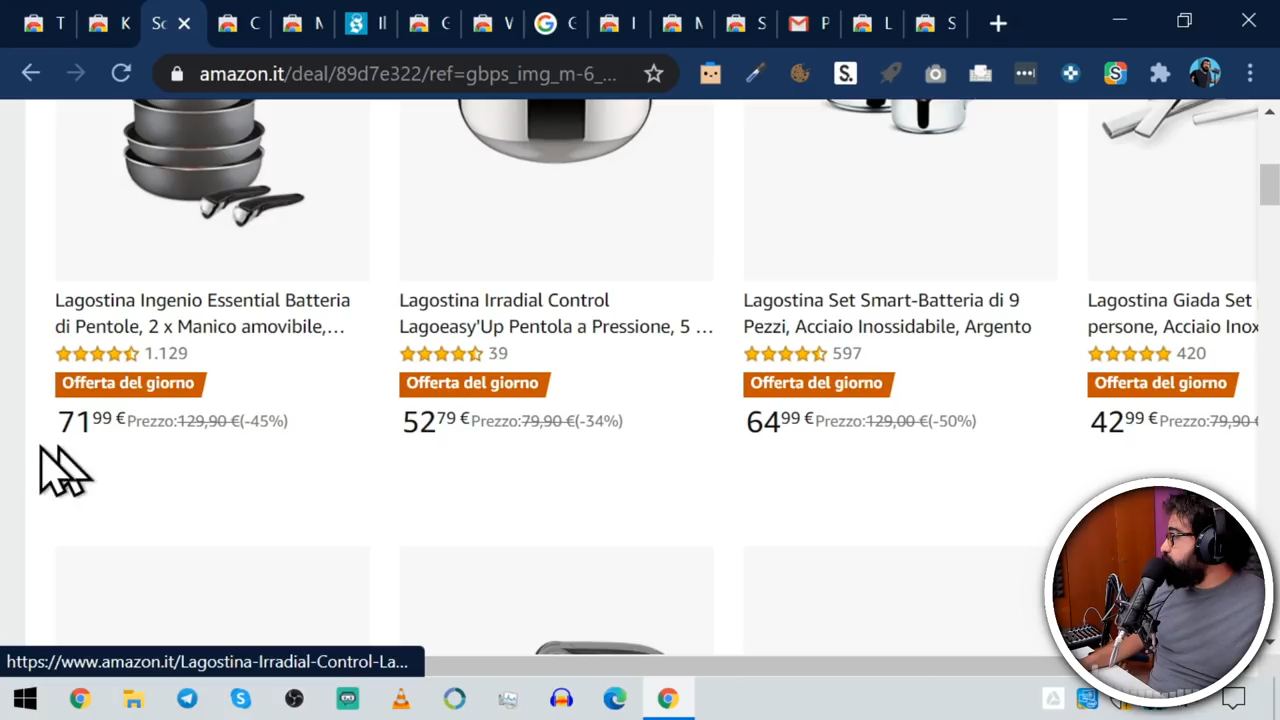 T
K
Sc
C
N
Il
C
W
C
I
N
S
P
L
S
amazon.it/deal/89d7e322/ref=gbps_img_m-6_...
S.
Lagostina Ingenio Essential Batteria
di Pentole, 2 x Manico amovibile,...
1.129
Offerta del giorno
71,99 € Prezzo: 129,90 € (-45%)
Lagostina Irradial Control
Lagoeasy'Up Pentola a Pressione, 5 ...
39
Offerta del giorno
52,79 € Prezzo: 79,90 € (-34%)
Lagostina Set Smart-Batteria di 9
Pezzi, Acciaio Inossidabile, Argento
597
Offerta del giorno
64,99 € Prezzo: 129,00 € (-50%)
Lagostina Giada Set
persone, Acciaio Inox
420
Offerta del giorno
42,99 € Prezzo: 79,90
https://www.amazon.it/Lagostina-Irradial-Control-La...